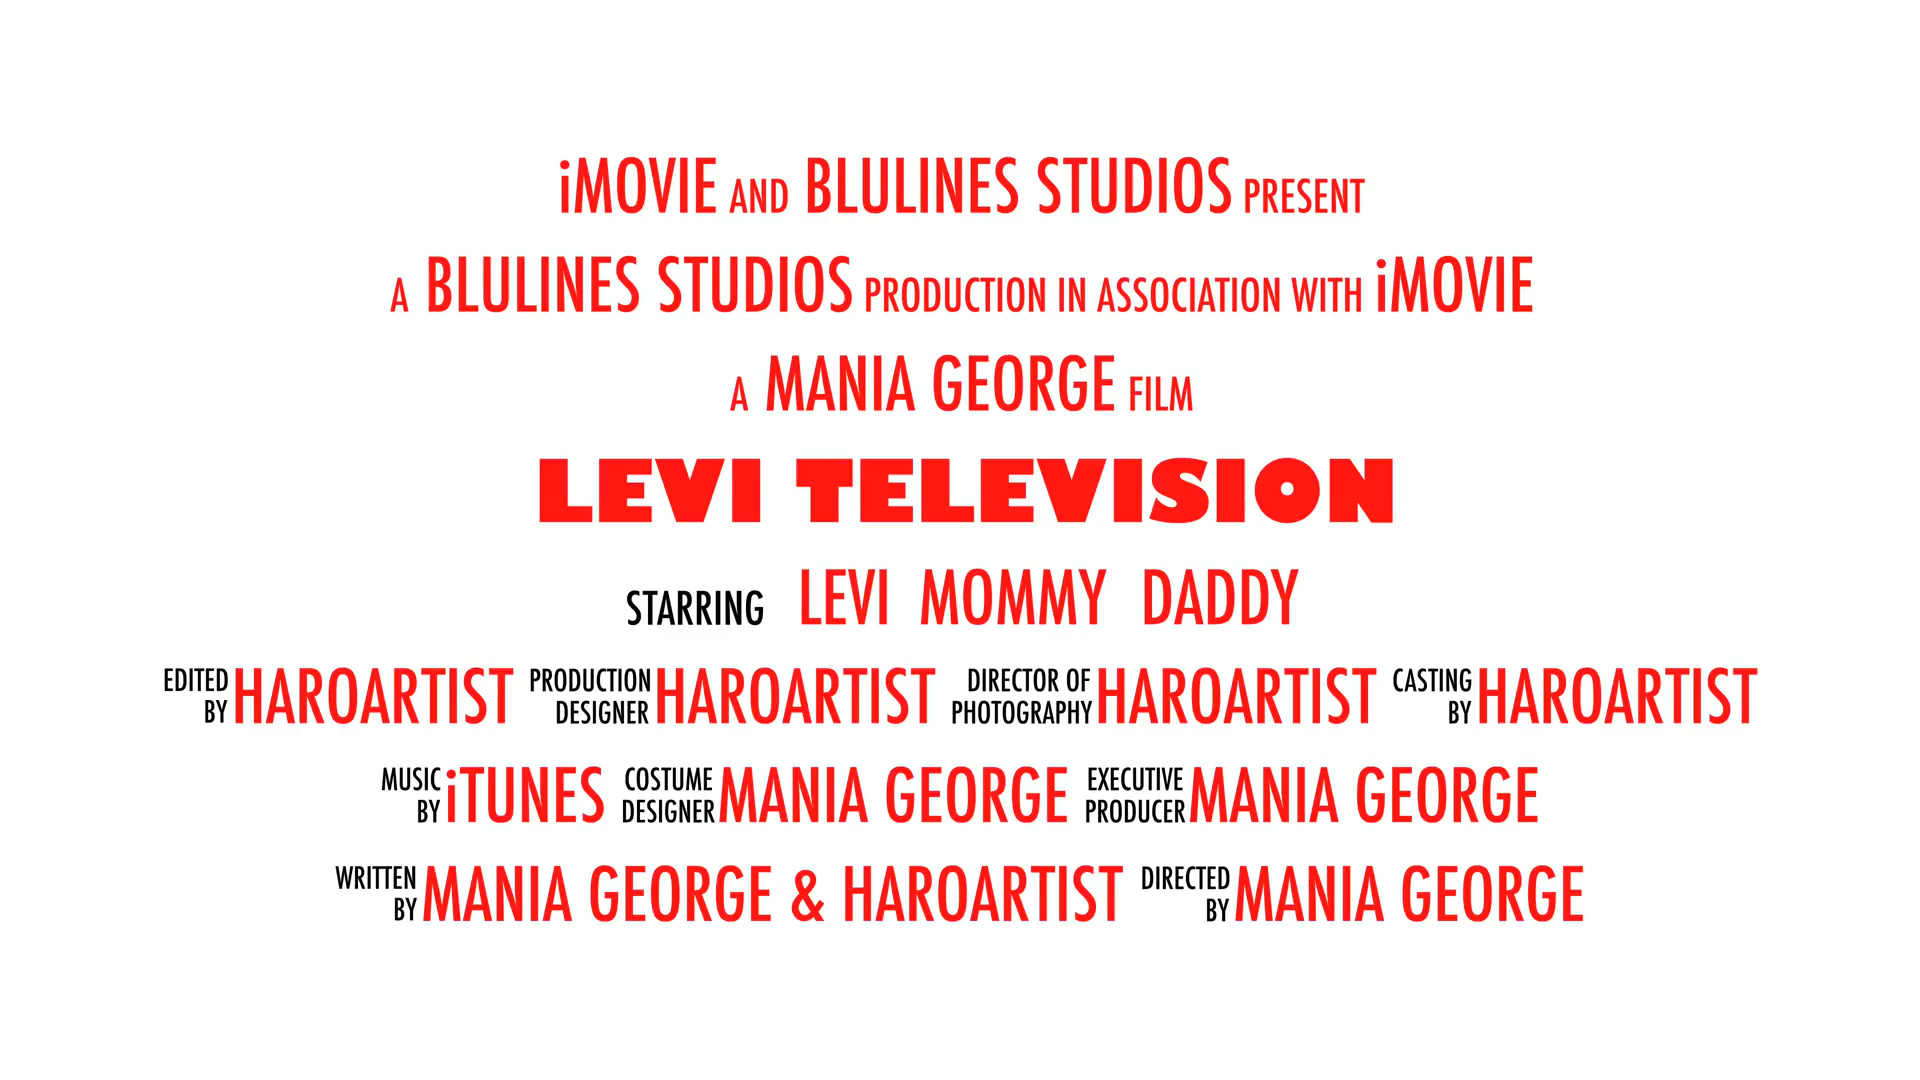 iMOVIE AND BLULINES STUDIOS PRESENT
A BLULINES STUDIOS PRODUCTION IN ASSOCIATION WITH iMOVIE
A MANIA GEORGE FILM
LEVI TELEVISION
STARRING LEVI MOMMY DADDY
EDITED BY HAROARTIST PRODUCTION DESIGNER HAROARTIST DIRECTOR OF PHOTOGRAPHY HAROARTIST CASTING BY HAROARTIST
MUSIC BY iTUNES COSTUME DESIGNER MANIA GEORGE EXECUTIVE PRODUCER MANIA GEORGE
WRITTEN BY MANIA GEORGE & HAROARTIST DIRECTED BY MANIA GEORGE